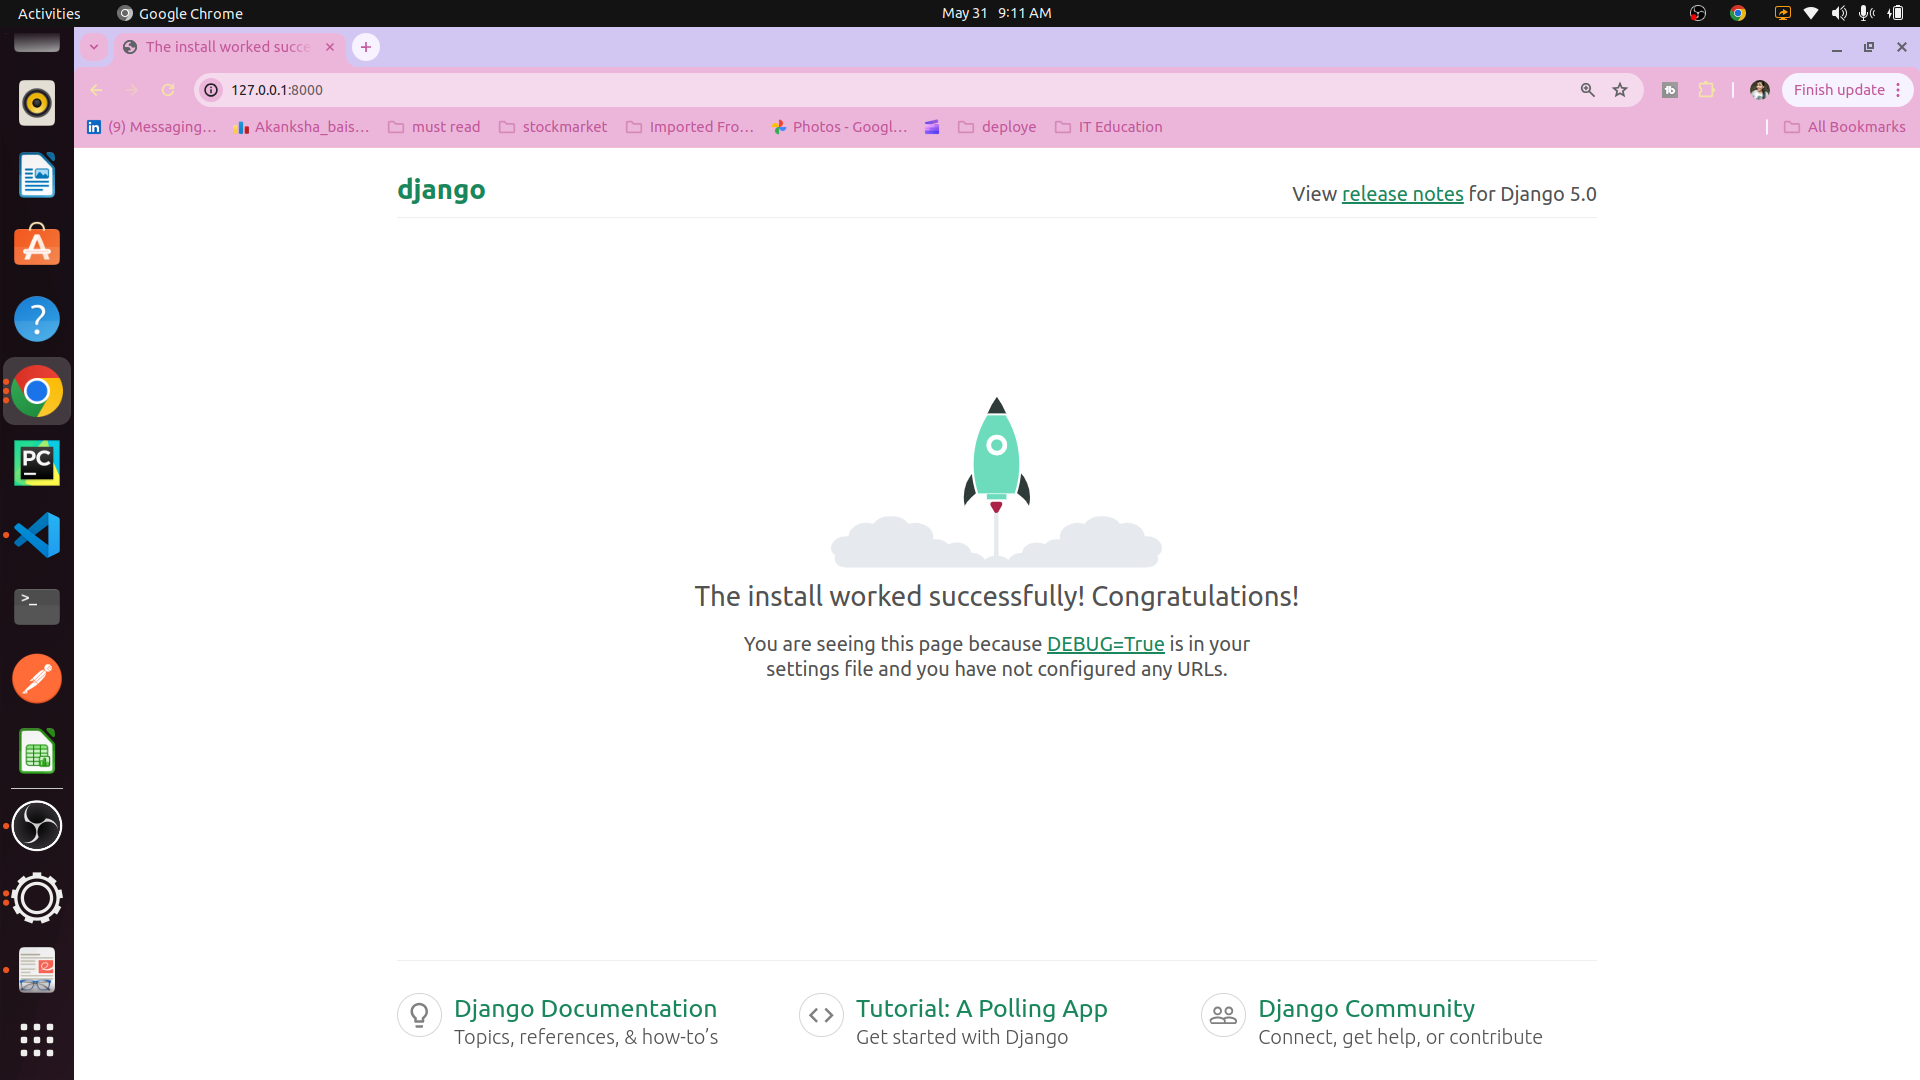 Activities
Google Chrome
May 31 9:11 AM
The install worked succe
127.0.0.1:8000
Finish update
(9) Messaging...
Akanksha_bais...
must read
stockmarket
Imported Fro...
Photos - Googl...
deploye
IT Education
All Bookmarks
django
View release notes for Django 5.0
The install worked successfully! Congratulations!
You are seeing this page because DEBUG=True is in your
settings file and you have not configured any URLs.
Django Documentation
Topics, references, & how-to’s
Tutorial: A Polling App
Get started with Django
Django Community
Connect, get help, or contribute
PC